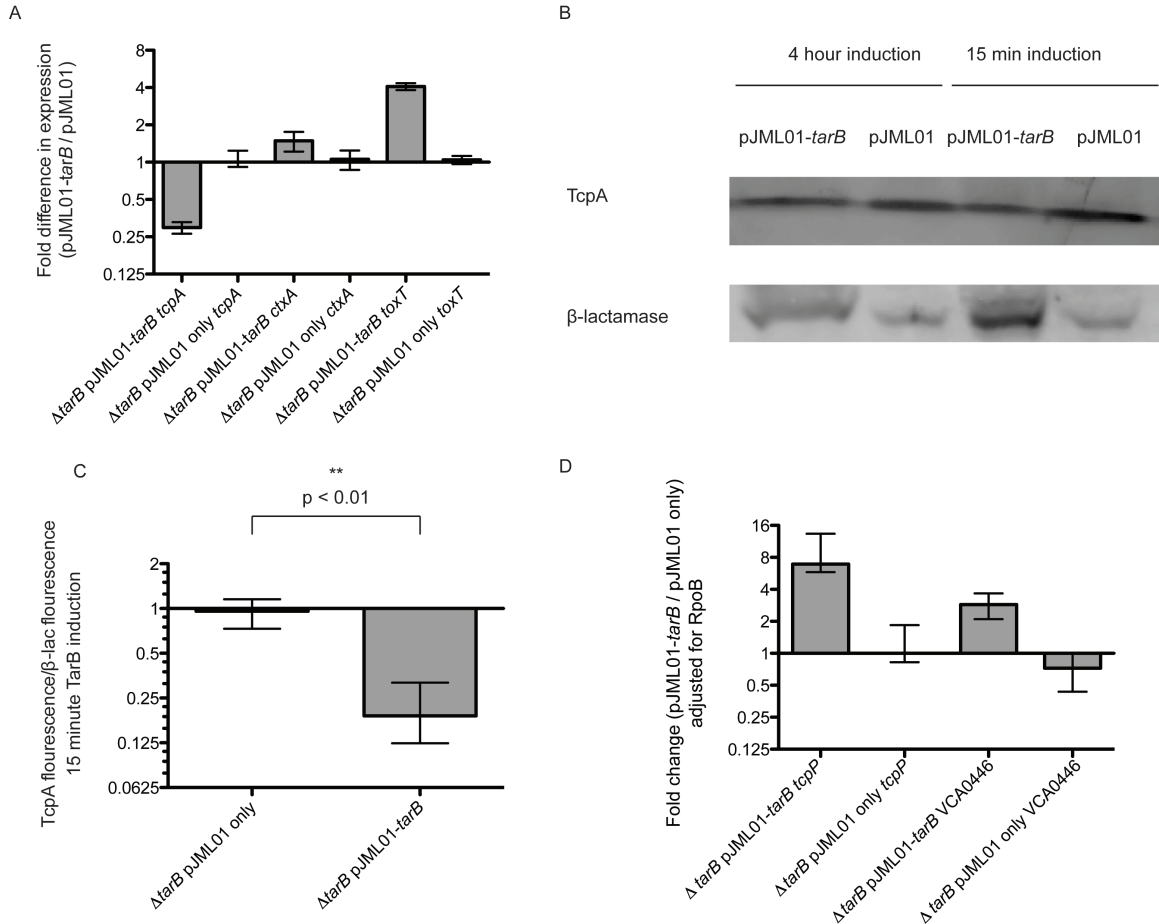 A
Fold difference in expression
(pJML01-tarB / pJML01)
8
4
2
1
0.5
0.25
0.125
ΔtarB pJML01-tarB tcpA
ΔtarB pJML01 only tcpA
ΔtarB pJML01-tarB ctxA
ΔtarB pJML01 only ctxA
ΔtarB pJML01-tarB toxT
ΔtarB pJML01 only toxT
B
4 hour induction
15 min induction
pJML01-tarB
pJML01
pJML01-tarB
pJML01
TcpA
β-lactamase
C
**
p < 0.01
TcpA flourescence/β-lac flourescence
15 minute TarB induction
2
1
0.5
0.25
0.125
0.0625
ΔtarB pJML01 only
ΔtarB pJML01-tarB
D
Fold change (pJML01-tarB / pJML01 only)
adjusted for RpoB
16
8
4
2
1
0.5
0.25
0.125
Δ tarB pJML01-tarB tcpP
Δ tarB pJML01 only tcpP
Δ tarB pJML01-tarB VCA0446
Δ tarB pJML01 only VCA0446